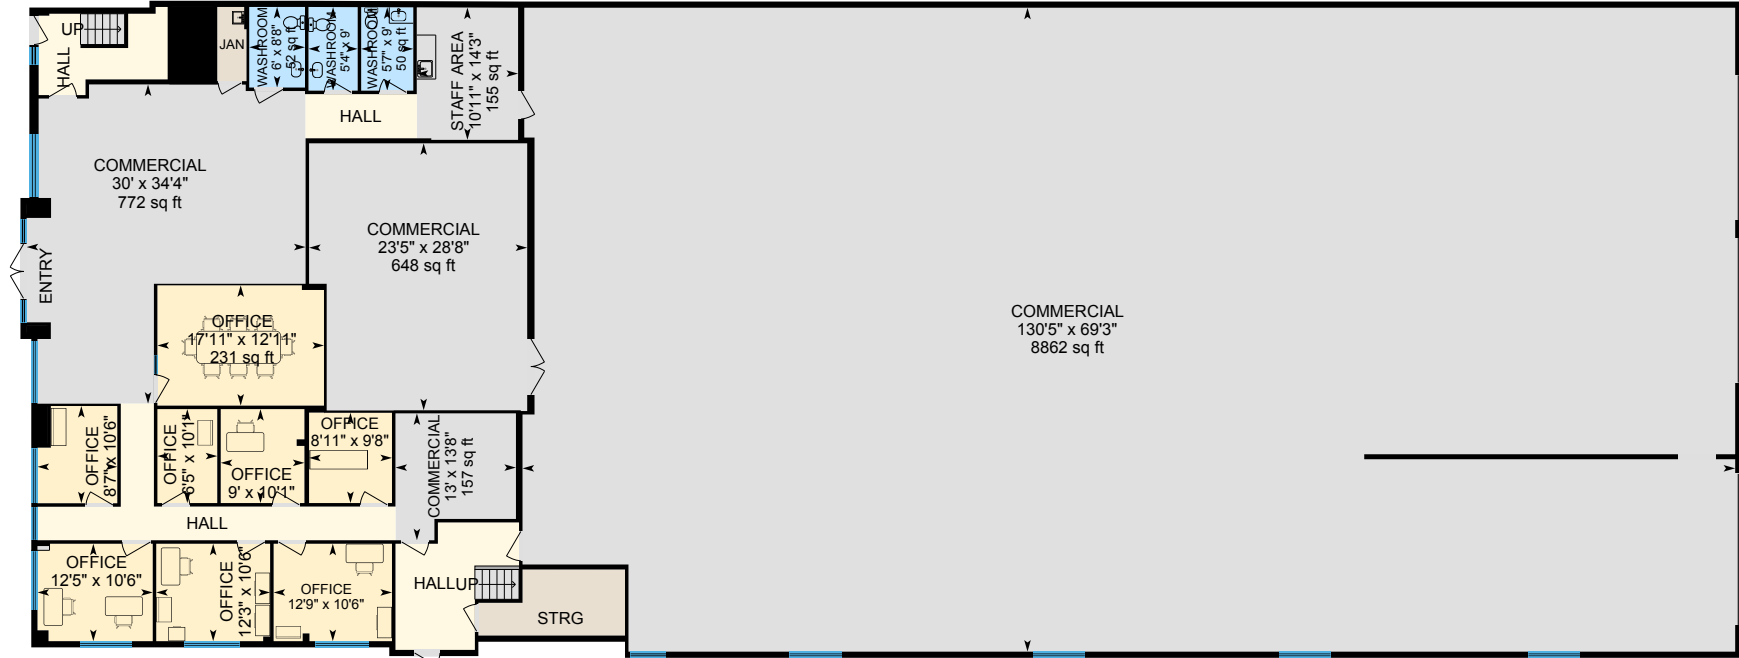 UP
HALL
JAN
WASHROOM
6' x 8'8"
52 sq ft
WASHROOM
5'4" x 9'
WASHROOM
5'7" x 9'
50 sq ft
STAFF AREA
10'11" x 14'3"
155 sq ft
HALL
COMMERCIAL
30' x 34'4"
772 sq ft
COMMERCIAL
23'5" x 28'8"
648 sq ft
ENTRY
OFFICE
17'11" x 12'11"
231 sq ft
COMMERCIAL
130'5" x 69'3"
8862 sq ft
OFFICE
8'7" x 10'6"
OFFICE
6'5" x 10'1"
OFFICE
9' x 10'1"
OFFICE
8'11" x 9'8"
COMMERCIAL
13' x 13'8"
157 sq ft
HALL
OFFICE
12'5" x 10'6"
OFFICE
12'3" x 10'6"
OFFICE
12'9" x 10'6"
HALL
UP
STRG